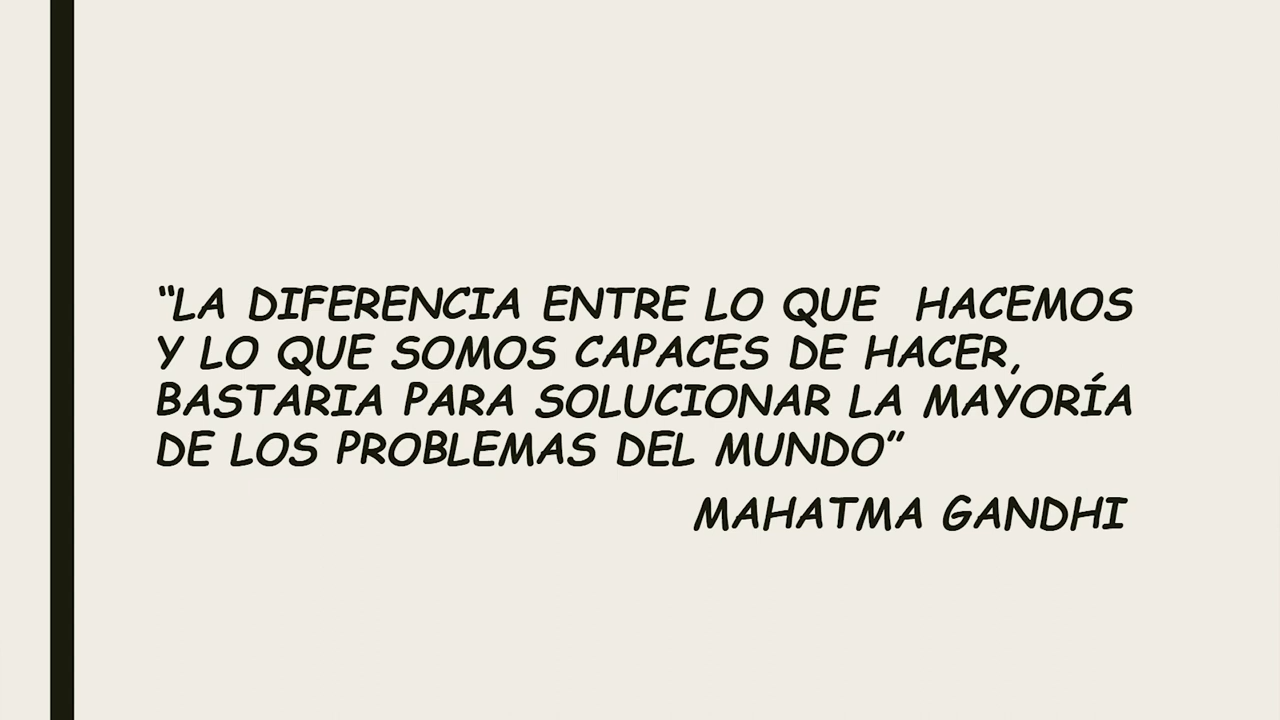 “LA DIFERENCIA ENTRE LO QUE  HACEMOS
Y LO QUE SOMOS CAPACES DE HACER,
BASTARIA PARA SOLUCIONAR LA MAYORÍA
DE LOS PROBLEMAS DEL MUNDO”
MAHATMA GANDHI